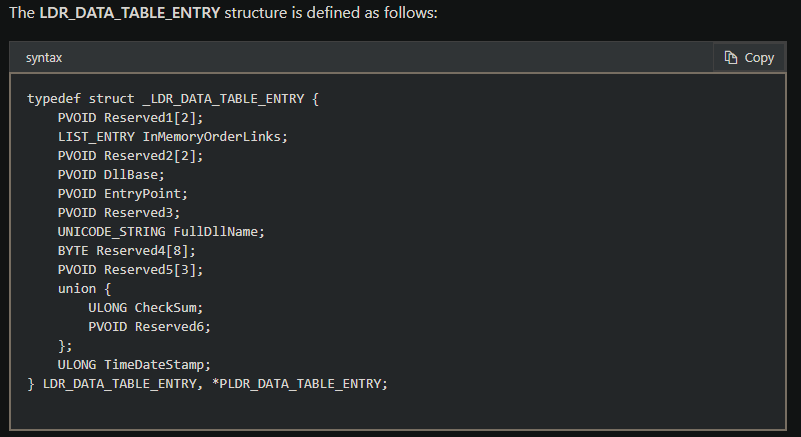 The LDR_DATA_TABLE_ENTRY structure is defined as follows:
syntax
Copy
typedef struct _LDR_DATA_TABLE_ENTRY {
    PVOID Reserved1[2];
    LIST_ENTRY InMemoryOrderLinks;
    PVOID Reserved2[2];
    PVOID DllBase;
    PVOID EntryPoint;
    PVOID Reserved3;
    UNICODE_STRING FullDllName;
    BYTE Reserved4[8];
    PVOID Reserved5[3];
    union {
        ULONG CheckSum;
        PVOID Reserved6;
    };
    ULONG TimeDateStamp;
} LDR_DATA_TABLE_ENTRY, *PLDR_DATA_TABLE_ENTRY;